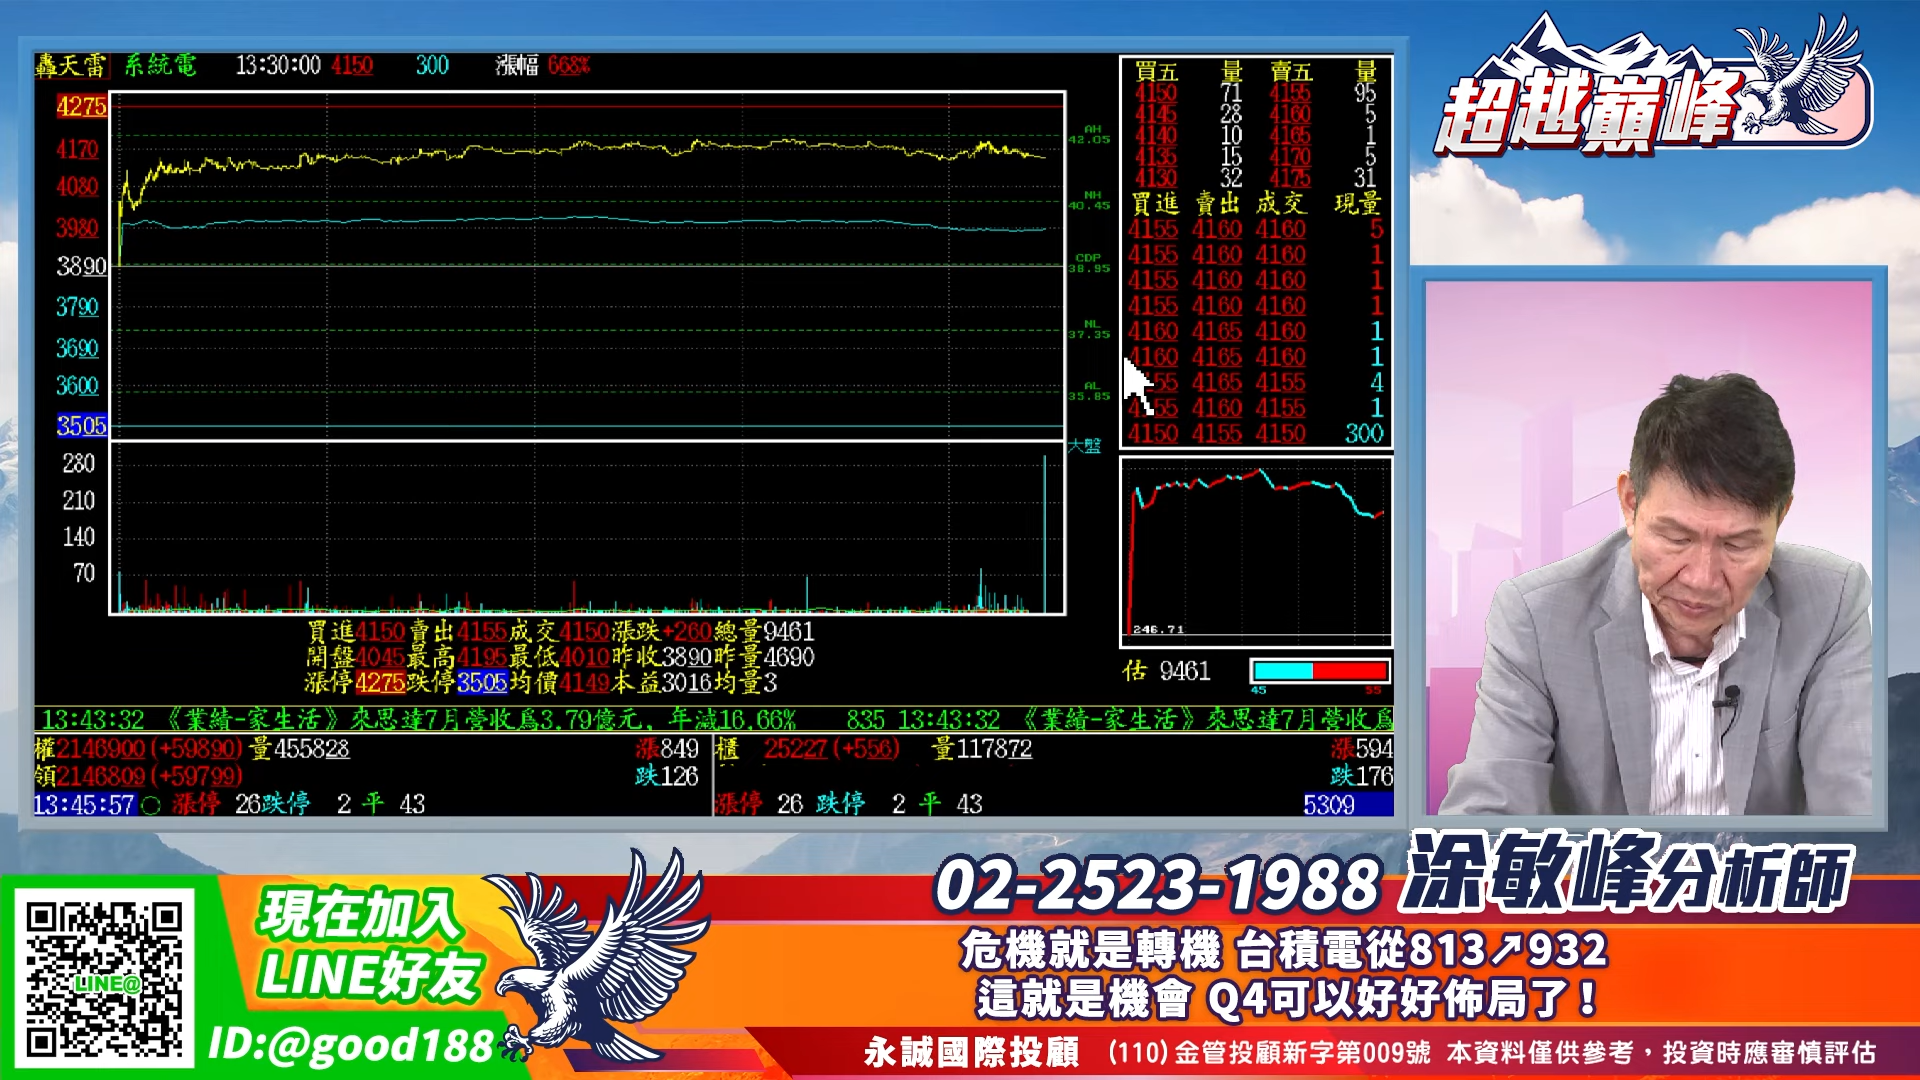 轟天雷 系統電 13:30:00 4150 300 漲幅 668%
4275
4170
4080
3980
3890
3790
3690
3600
3505
280
210
140
70
AH
42.05
NH
40.45
CDP
38.95
NL
37.35
AL
35.85
大盤
買五 量 賣五 量
4150 71 4155 95
4145 28 4160 5
4140 10 4165 1
4135 15 4170 5
4130 32 4175 31
買進 賣出 成交 現量
4155 4160 4160 5
4155 4160 4160 1
4155 4160 4160 1
4155 4160 4160 1
4160 4165 4160 1
4160 4165 4160 1
55 4165 4155 4
4155 4160 4155 1
4150 4155 4150 300
246.71
估 9461
45 55
買進4150賣出4155成交4150漲跌+260總量9461
開盤4045最高4195最低4010昨收3890昨量4690
漲停4275跌停3505均價4149本益3016均量3
13:43:32 《業績-家生活》來思達7月營收為3.79億元, 年減16.66% 835 13:43:32 《業績-家生活》來思達7月營收為
權2146900(+59890)量455828 漲849
領2146809(+59799) 跌126
13:45:57 漲停 26跌停 2 平 43
櫃 25227(+556) 量117872 漲594
跌176
漲停 26 跌停 2 平 43 5309
超越巔峰
LINE@
現在加入
LINE好友
ID:@good188
02-2523-1988 涂敏峰分析師
危機就是轉機 台積電從813↗932
這就是機會 Q4可以好好佈局了！
永誠國際投顧 (110)金管投顧新字第009號 本資料僅供參考，投資時應審慎評估